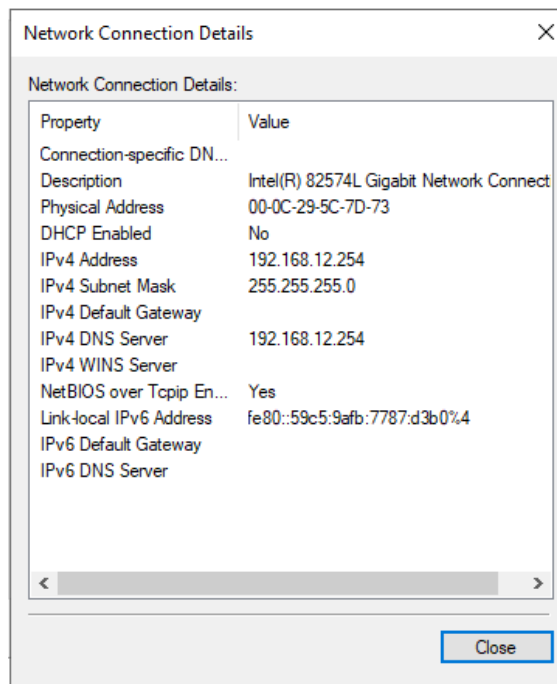 Network Connection Details
Network Connection Details:
Property Value
Connection-specific DN...
Description Intel(R) 82574L Gigabit Network Connect
Physical Address 00-0C-29-5C-7D-73
DHCP Enabled No
IPv4 Address 192.168.12.254
IPv4 Subnet Mask 255.255.255.0
IPv4 Default Gateway
IPv4 DNS Server 192.168.12.254
IPv4 WINS Server
NetBIOS over Tcpip En... Yes
Link-local IPv6 Address fe80::59c5:9afb:7787:d3b0%4
IPv6 Default Gateway
IPv6 DNS Server
Close